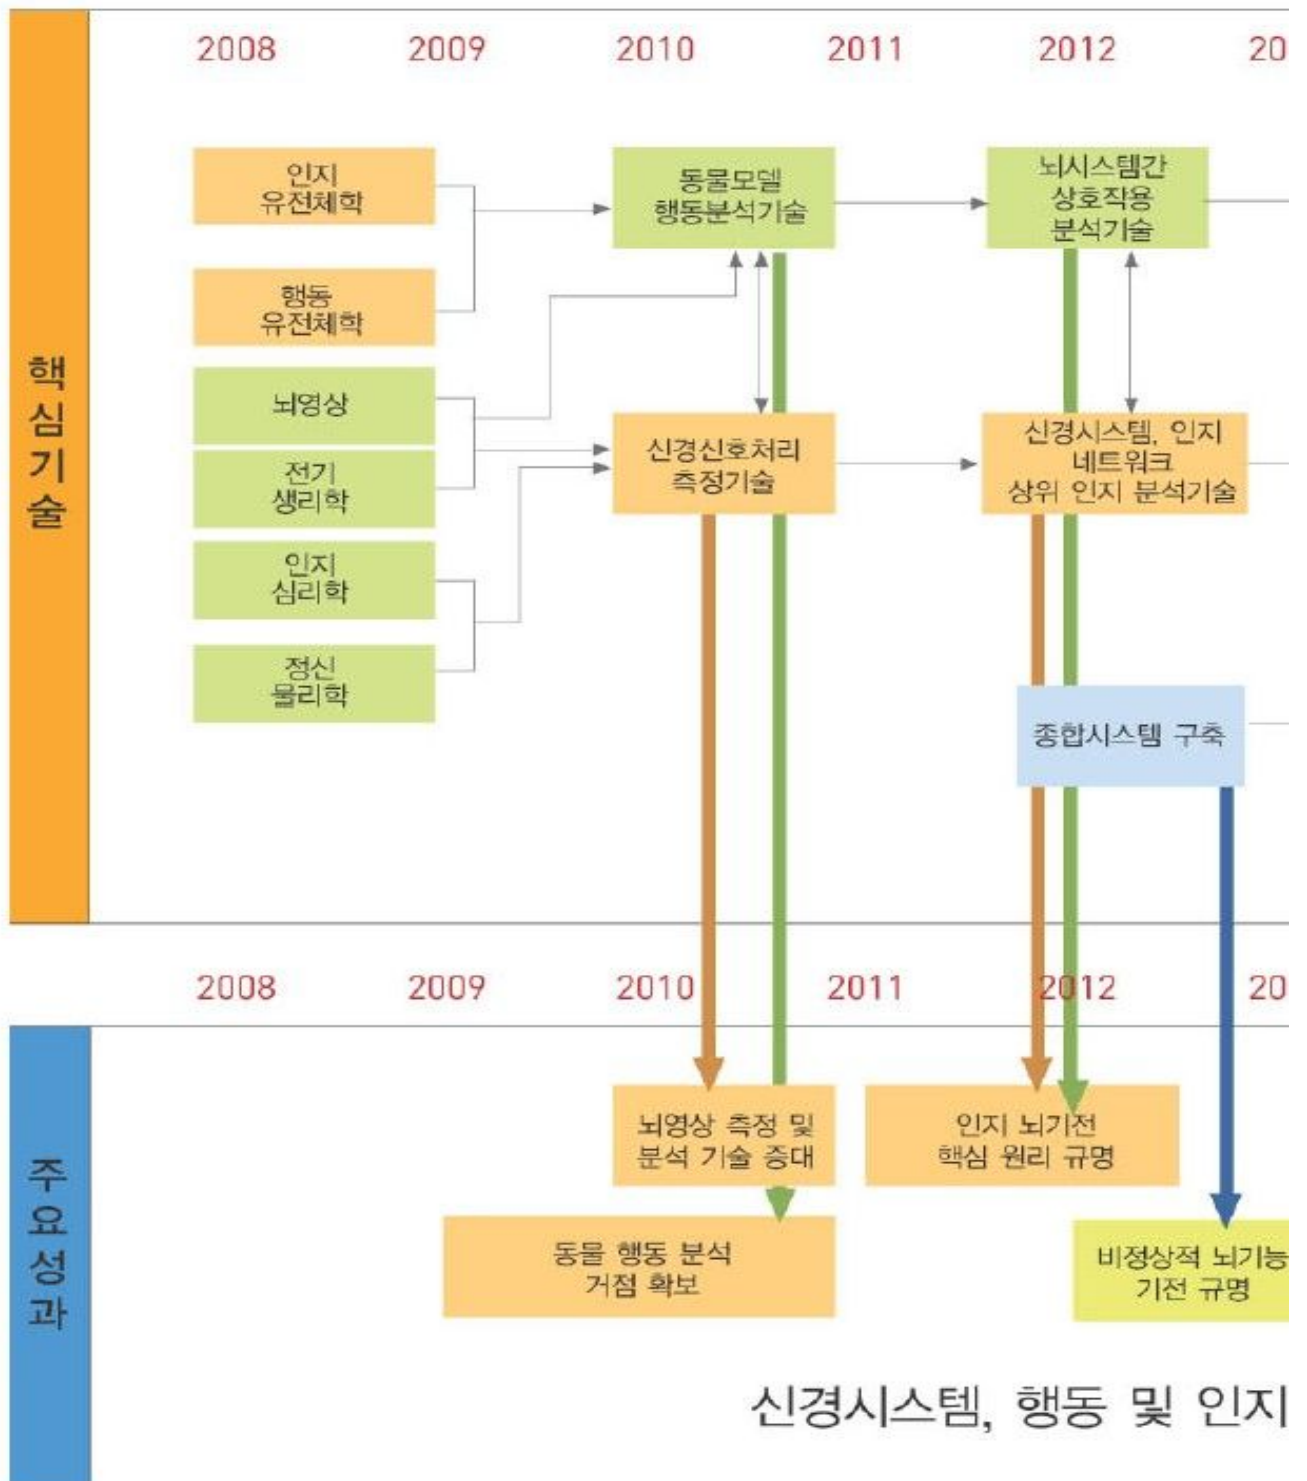 핵심기술
2008 2009 2010 2011 2012 20
인지
유전체학
동물모델
행동분석기술
뇌시스템간
상호작용
분석기술
행동
유전체학
뇌영상
전기
생리학
신경신호처리
측정기술
신경시스템, 인지
네트워크
상위 인지 분석기술
인지
심리학
정신
물리학
종합시스템 구축
2008 2009 2010 2011 2012 20
주요성과
뇌영상 측정 및
분석 기술 증대
인지 뇌기전
핵심 원리 규명
동물 행동 분석
거점 확보
비정상적 뇌기능
기전 규명
신경시스템, 행동 및 인지